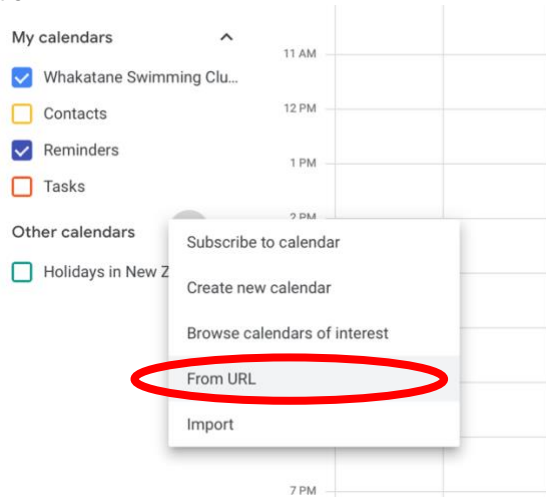 My calendars
11 AM
Whakatane Swimming Clu...
Contacts
12 PM
Reminders
1 PM
Tasks
2 PM
Other calendars
Subscribe to calendar
Holidays in New Z
Create new calendar
Browse calendars of interest
From URL
Import
7 PM